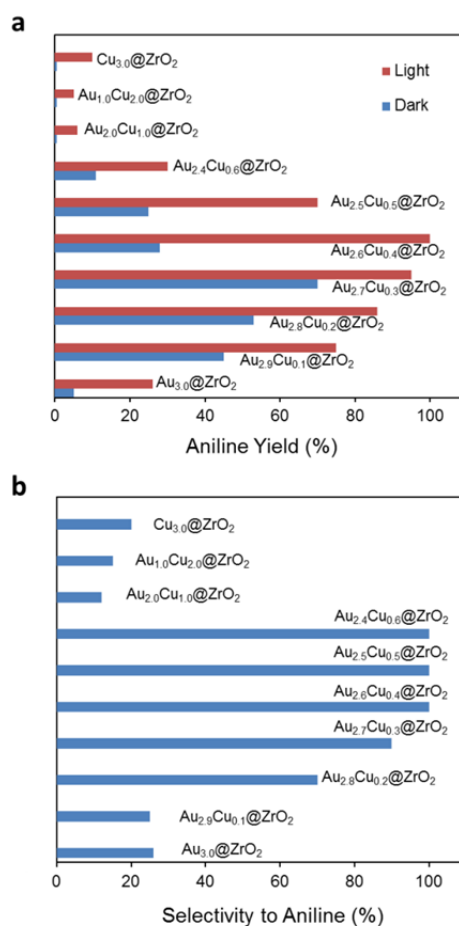 a
Cu₃.₀@ZrO₂
Light
Au₁.₀Cu₂.₀@ZrO₂
Dark
Au₂.₀Cu₁.₀@ZrO₂
Au₂.₄Cu₀.₆@ZrO₂
Au₂.₅Cu₀.₅@ZrO₂
Au₂.₆Cu₀.₄@ZrO₂
Au₂.₇Cu₀.₃@ZrO₂
Au₂.₈Cu₀.₂@ZrO₂
Au₂.₉Cu₀.₁@ZrO₂
Au₃.₀@ZrO₂
0 20 40 60 80 100
Aniline Yield (%)
b
Cu₃.₀@ZrO₂
Au₁.₀Cu₂.₀@ZrO₂
Au₂.₀Cu₁.₀@ZrO₂
Au₂.₄Cu₀.₆@ZrO₂
Au₂.₅Cu₀.₅@ZrO₂
Au₂.₆Cu₀.₄@ZrO₂
Au₂.₇Cu₀.₃@ZrO₂
Au₂.₈Cu₀.₂@ZrO₂
Au₂.₉Cu₀.₁@ZrO₂
Au₃.₀@ZrO₂
0 20 40 60 80 100
Selectivity to Aniline (%)